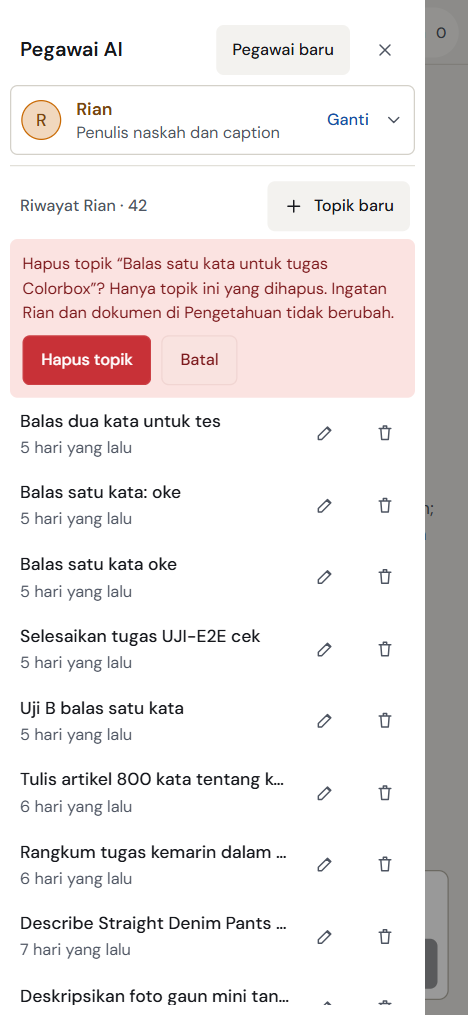 Pegawai AI
Pegawai baru
0
R
Rian
Penulis naskah dan caption
Ganti
Riwayat Rian · 42
Topik baru
Hapus topik “Balas satu kata untuk tugas
Colorbox”? Hanya topik ini yang dihapus. Ingatan
Rian dan dokumen di Pengetahuan tidak berubah.
Hapus topik
Batal
Balas dua kata untuk tes
5 hari yang lalu
Balas satu kata: oke
5 hari yang lalu
Balas satu kata oke
5 hari yang lalu
Selesaikan tugas UJI-E2E cek
5 hari yang lalu
Uji B balas satu kata
5 hari yang lalu
Tulis artikel 800 kata tentang k...
6 hari yang lalu
Rangkum tugas kemarin dalam ...
6 hari yang lalu
Describe Straight Denim Pants ...
7 hari yang lalu
Deskripsikan foto gaun mini tan...